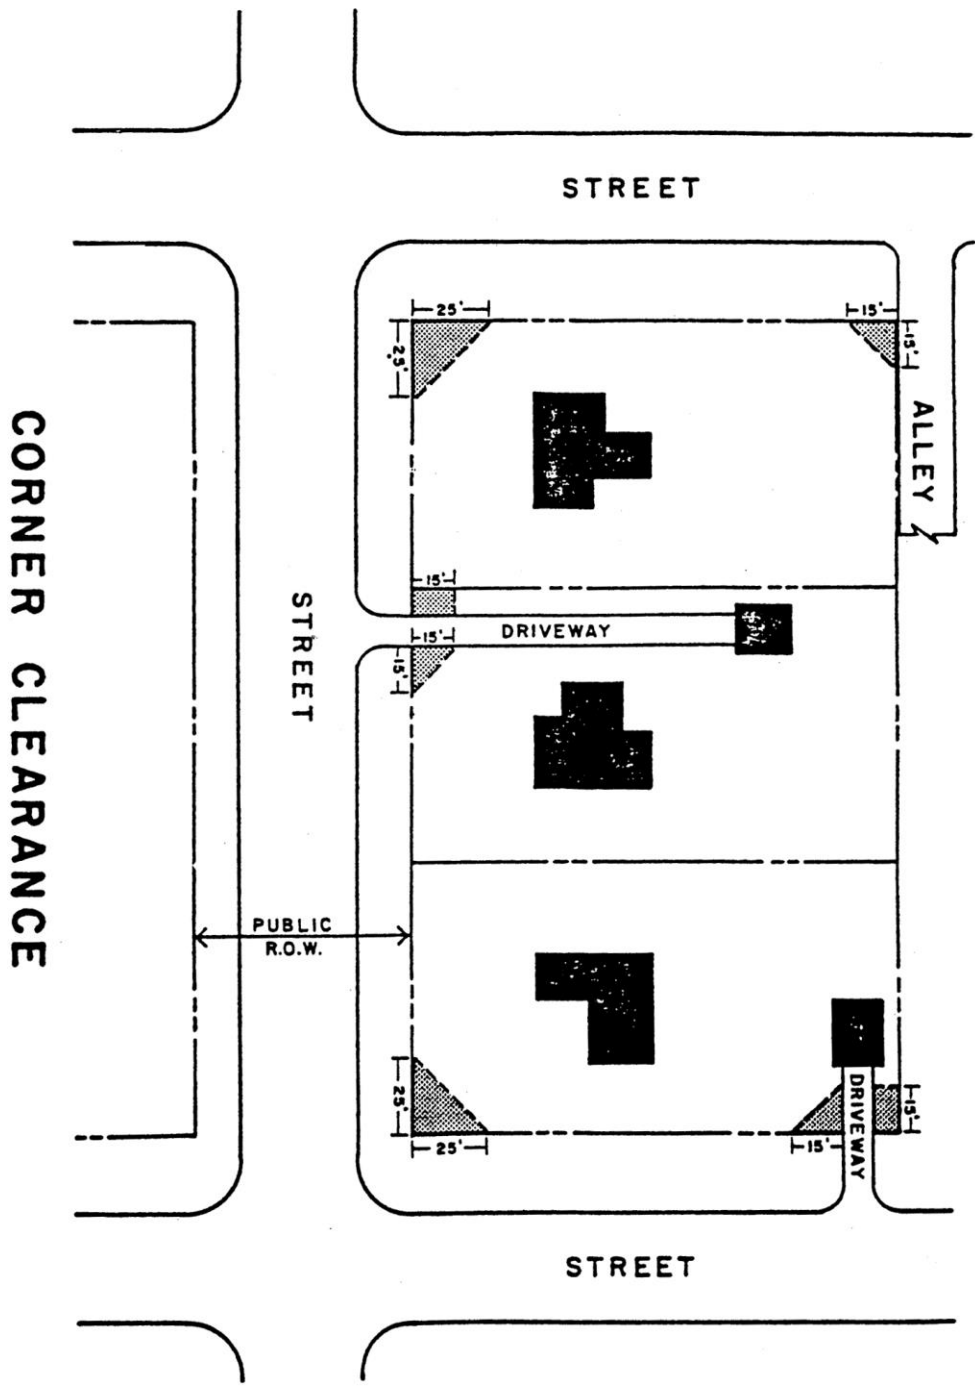 STREET
25'
15'
25'
15'
ALLEY
CORNER CLEARANCE
15'
STREET
DRIVEWAY
15'
15'
PUBLIC
R.O.W.
25'
DRIVEWAY
15'
25'
15'
STREET